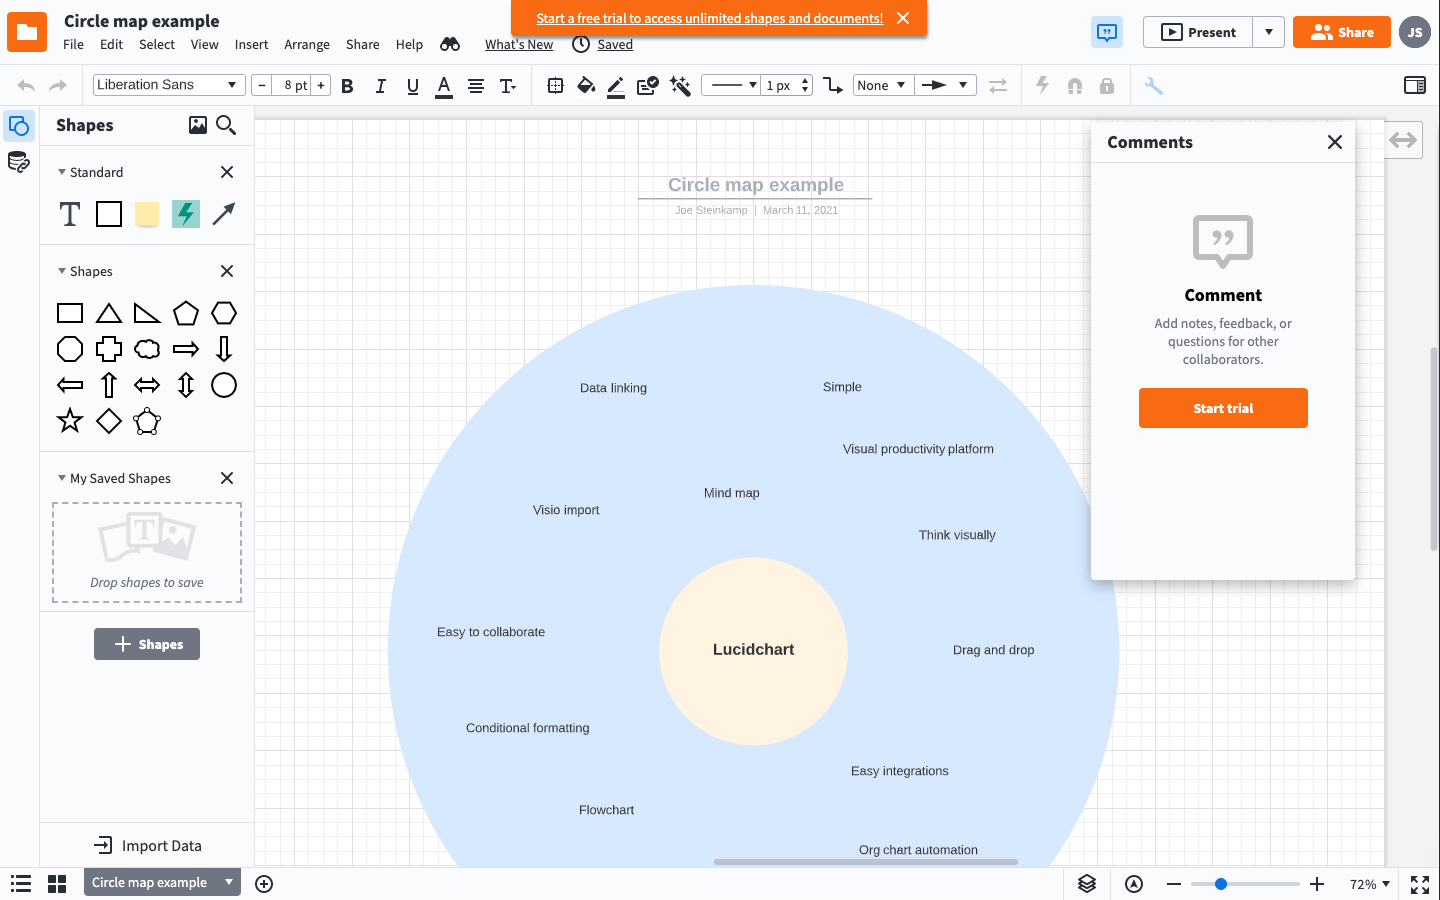 Circle map example
Start a free trial to access unlimited shapes and documents!
File Edit Select View Insert Arrange Share Help What's New Saved
Present
Share
JS
Liberation Sans
8 pt
B I U A T
1 px
None
Shapes
Standard
T
Shapes
My Saved Shapes
T
Drop shapes to save
Shapes
Import Data
Circle map example
Joe Steinkamp | March 11, 2021
Data linking
Simple
Visual productivity platform
Mind map
Visio import
Think visually
Easy to collaborate
Lucidchart
Drag and drop
Conditional formatting
Easy integrations
Flowchart
Org chart automation
Comments
Comment
Add notes, feedback, or
questions for other
collaborators.
Start trial
Circle map example
72%